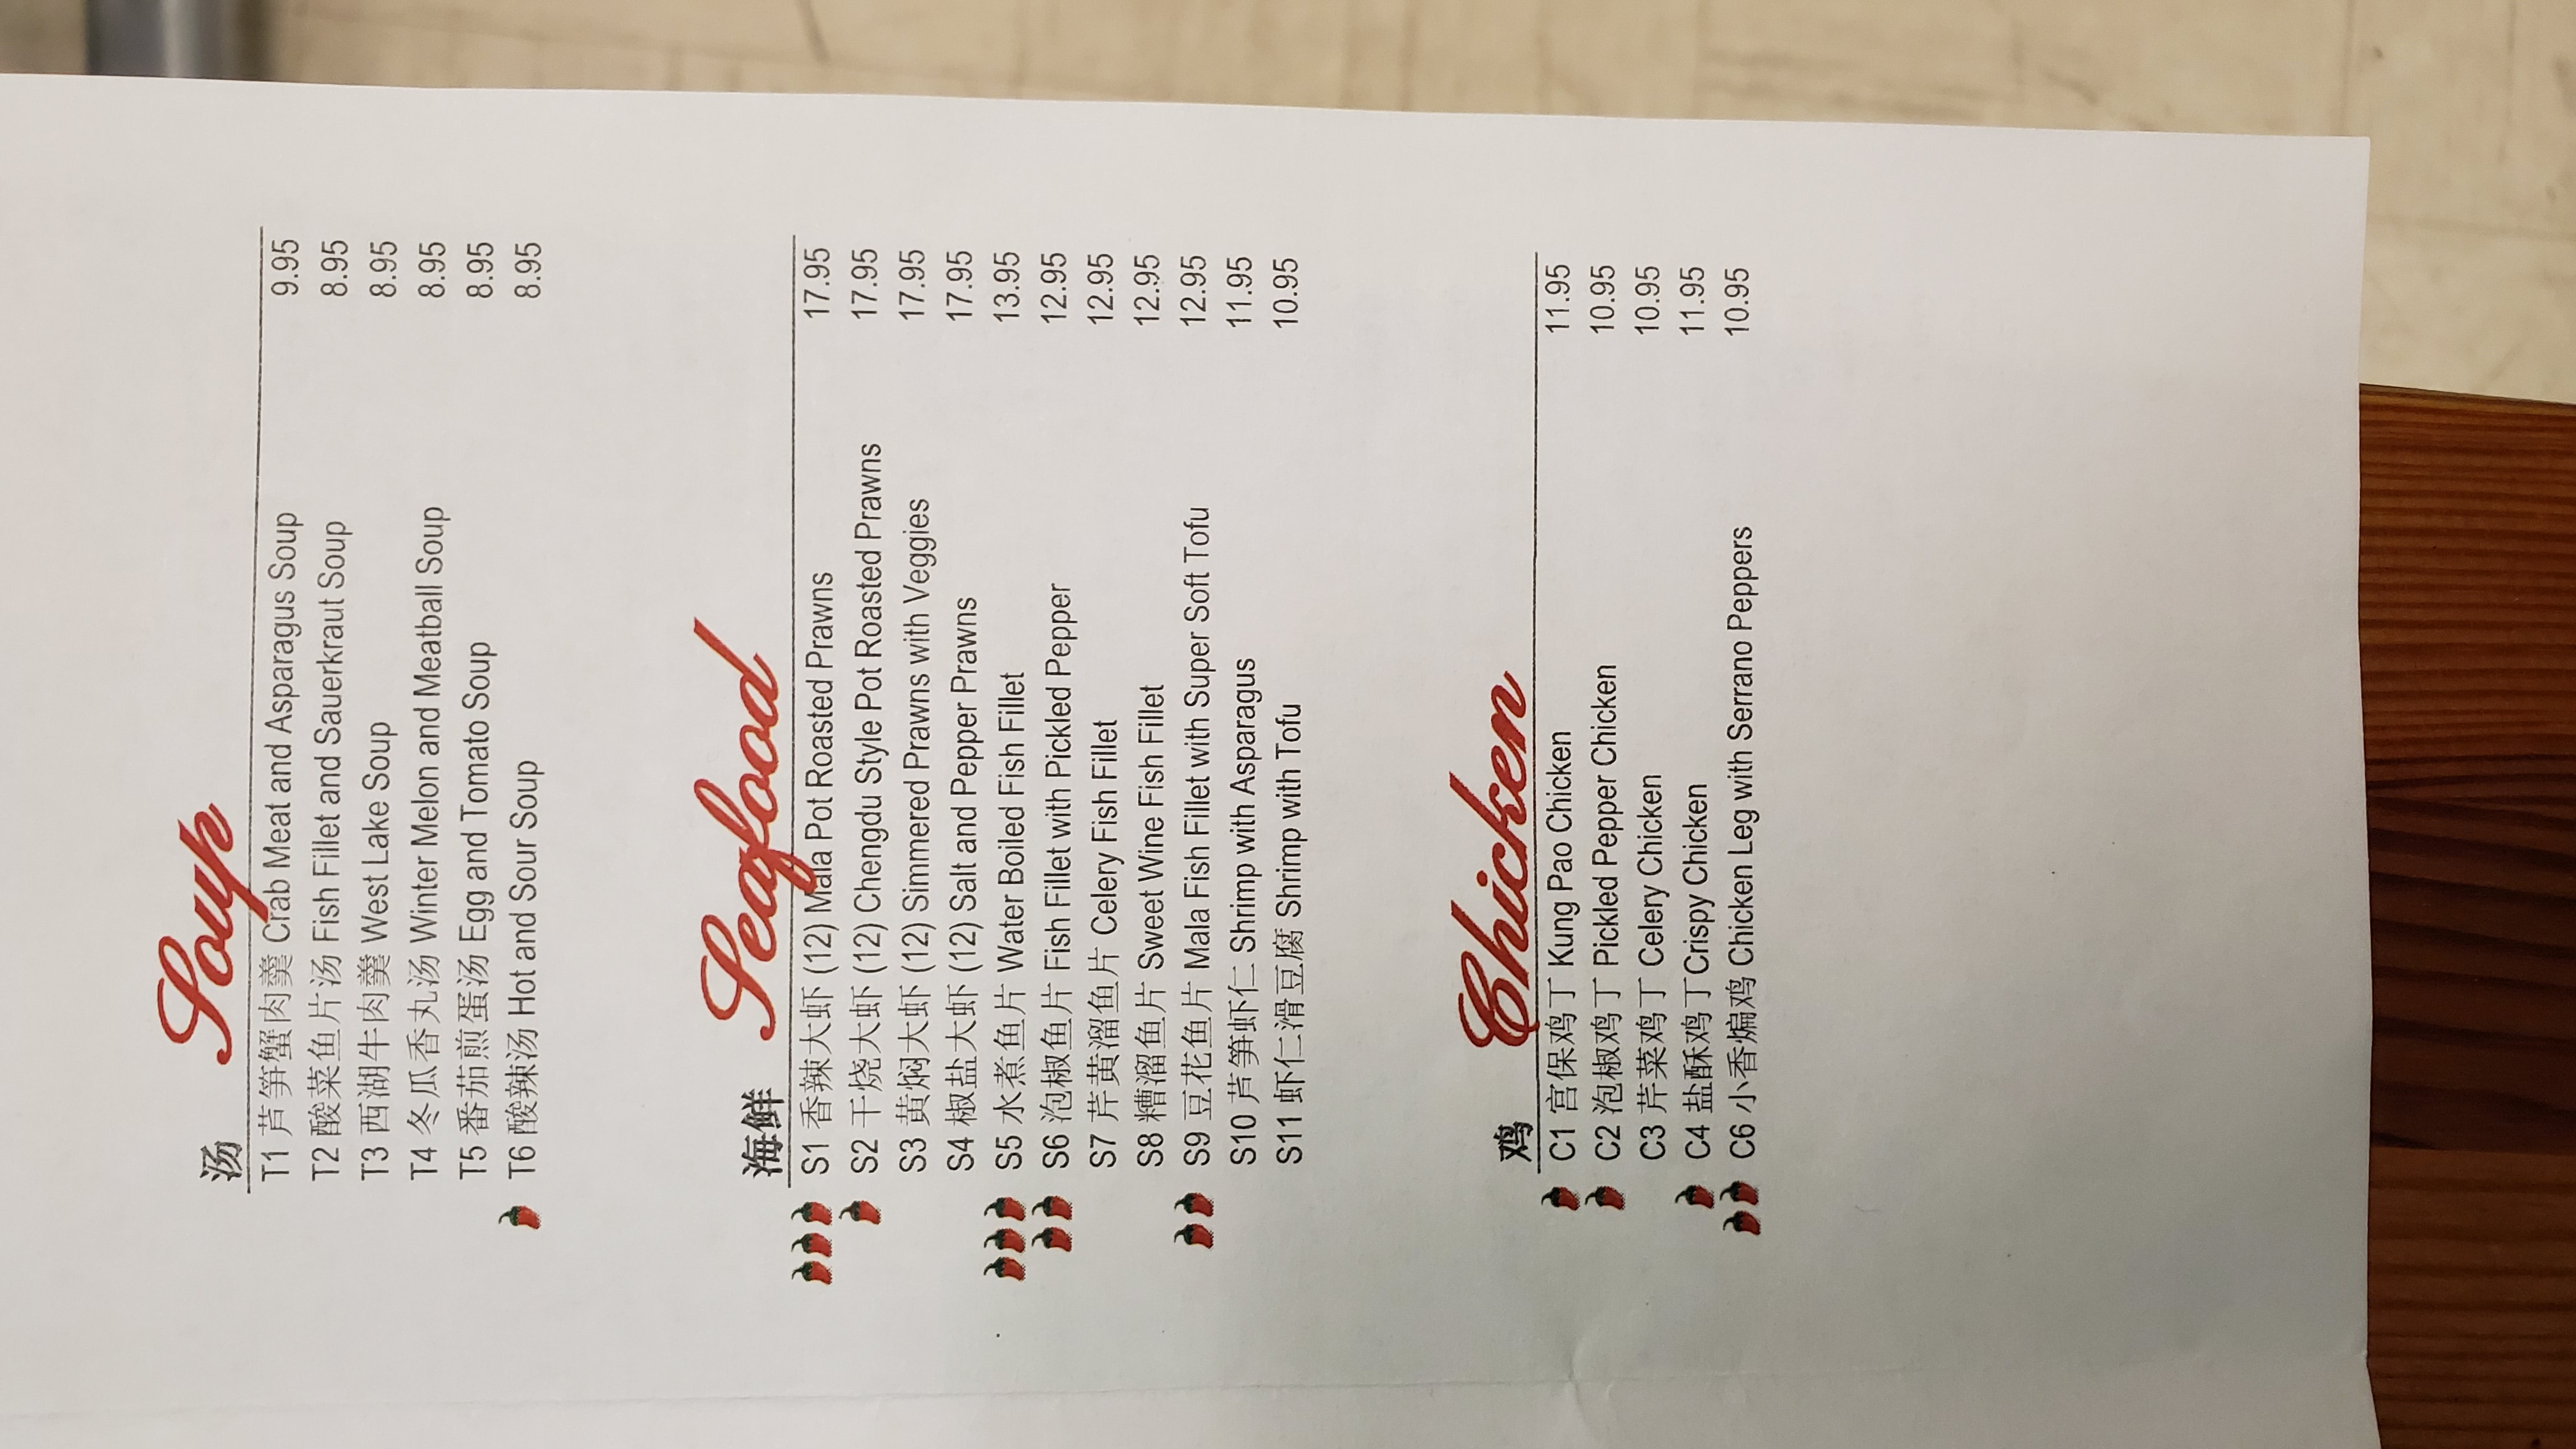 汤 Soup
T1 芦笋蟹肉羹 Crab Meat and Asparagus Soup 9.95
T2 酸菜鱼片汤 Fish Fillet and Sauerkraut Soup 8.95
T3 西湖牛肉羹 West Lake Soup 8.95
T4 冬瓜香丸汤 Winter Melon and Meatball Soup 8.95
T5 番茄煎蛋汤 Egg and Tomato Soup 8.95
T6 酸辣汤 Hot and Sour Soup 8.95
海鲜 Seafood
S1 香辣大虾 (12) Mala Pot Roasted Prawns 17.95
S2 干烧大虾 (12) Chengdu Style Pot Roasted Prawns 17.95
S3 黄焖大虾 (12) Simmered Prawns with Veggies 17.95
S4 椒盐大虾 (12) Salt and Pepper Prawns 17.95
S5 水煮鱼片 Water Boiled Fish Fillet 13.95
S6 泡椒鱼片 Fish Fillet with Pickled Pepper 12.95
S7 芹黄溜鱼片 Celery Fish Fillet 12.95
S8 糟溜鱼片 Sweet Wine Fish Fillet 12.95
S9 豆花鱼片 Mala Fish Fillet with Super Soft Tofu 12.95
S10 芦笋虾仁 Shrimp with Asparagus 11.95
S11 虾仁滑豆腐 Shrimp with Tofu 10.95
鸡 Chicken
C1 宫保鸡丁 Kung Pao Chicken 11.95
C2 泡椒鸡丁 Pickled Pepper Chicken 10.95
C3 芹菜鸡丁 Celery Chicken 10.95
C4 盐酥鸡丁 Crispy Chicken 11.95
C6 小香煸鸡 Chicken Leg with Serrano Peppers 10.95